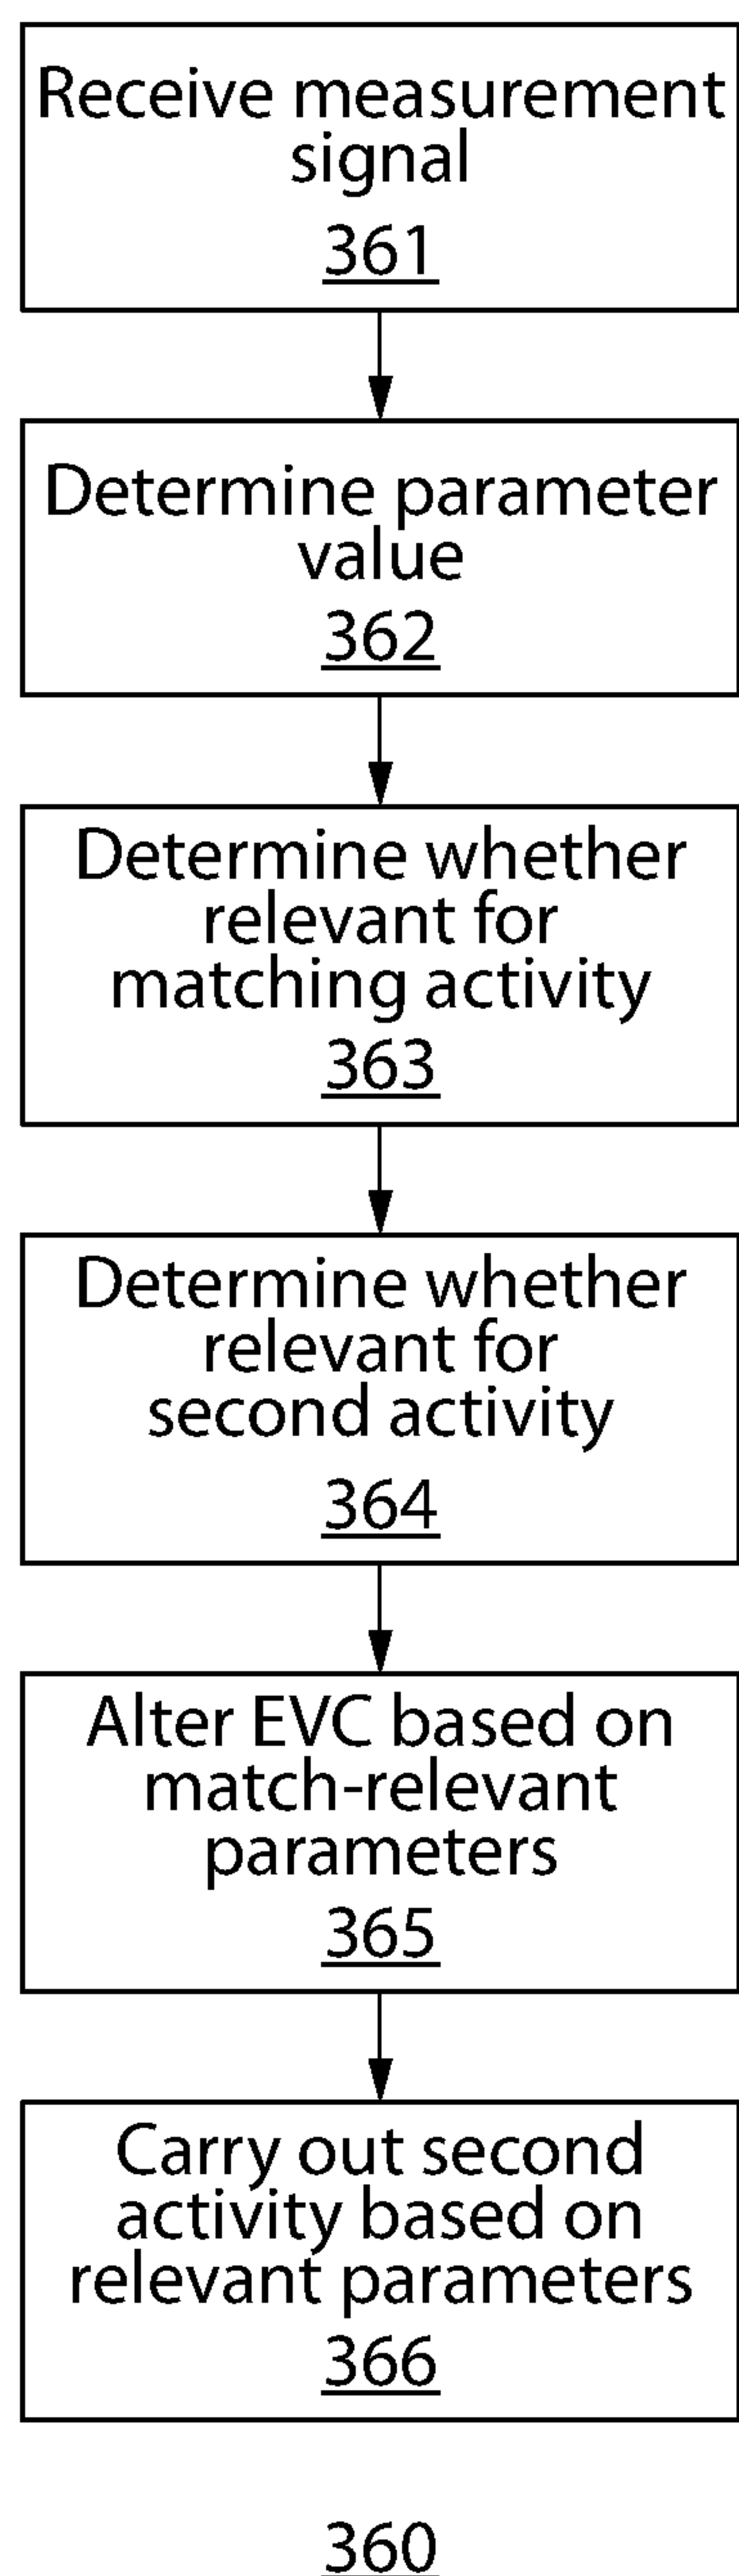 Receive measurement
signal
361
Determine parameter
value
362
Determine whether
relevant for
matching activity
363
Determine whether
relevant for
second activity
364
Alter EVC based on
match-relevant
parameters
365
Carry out second
activity based on
relevant parameters
366
360